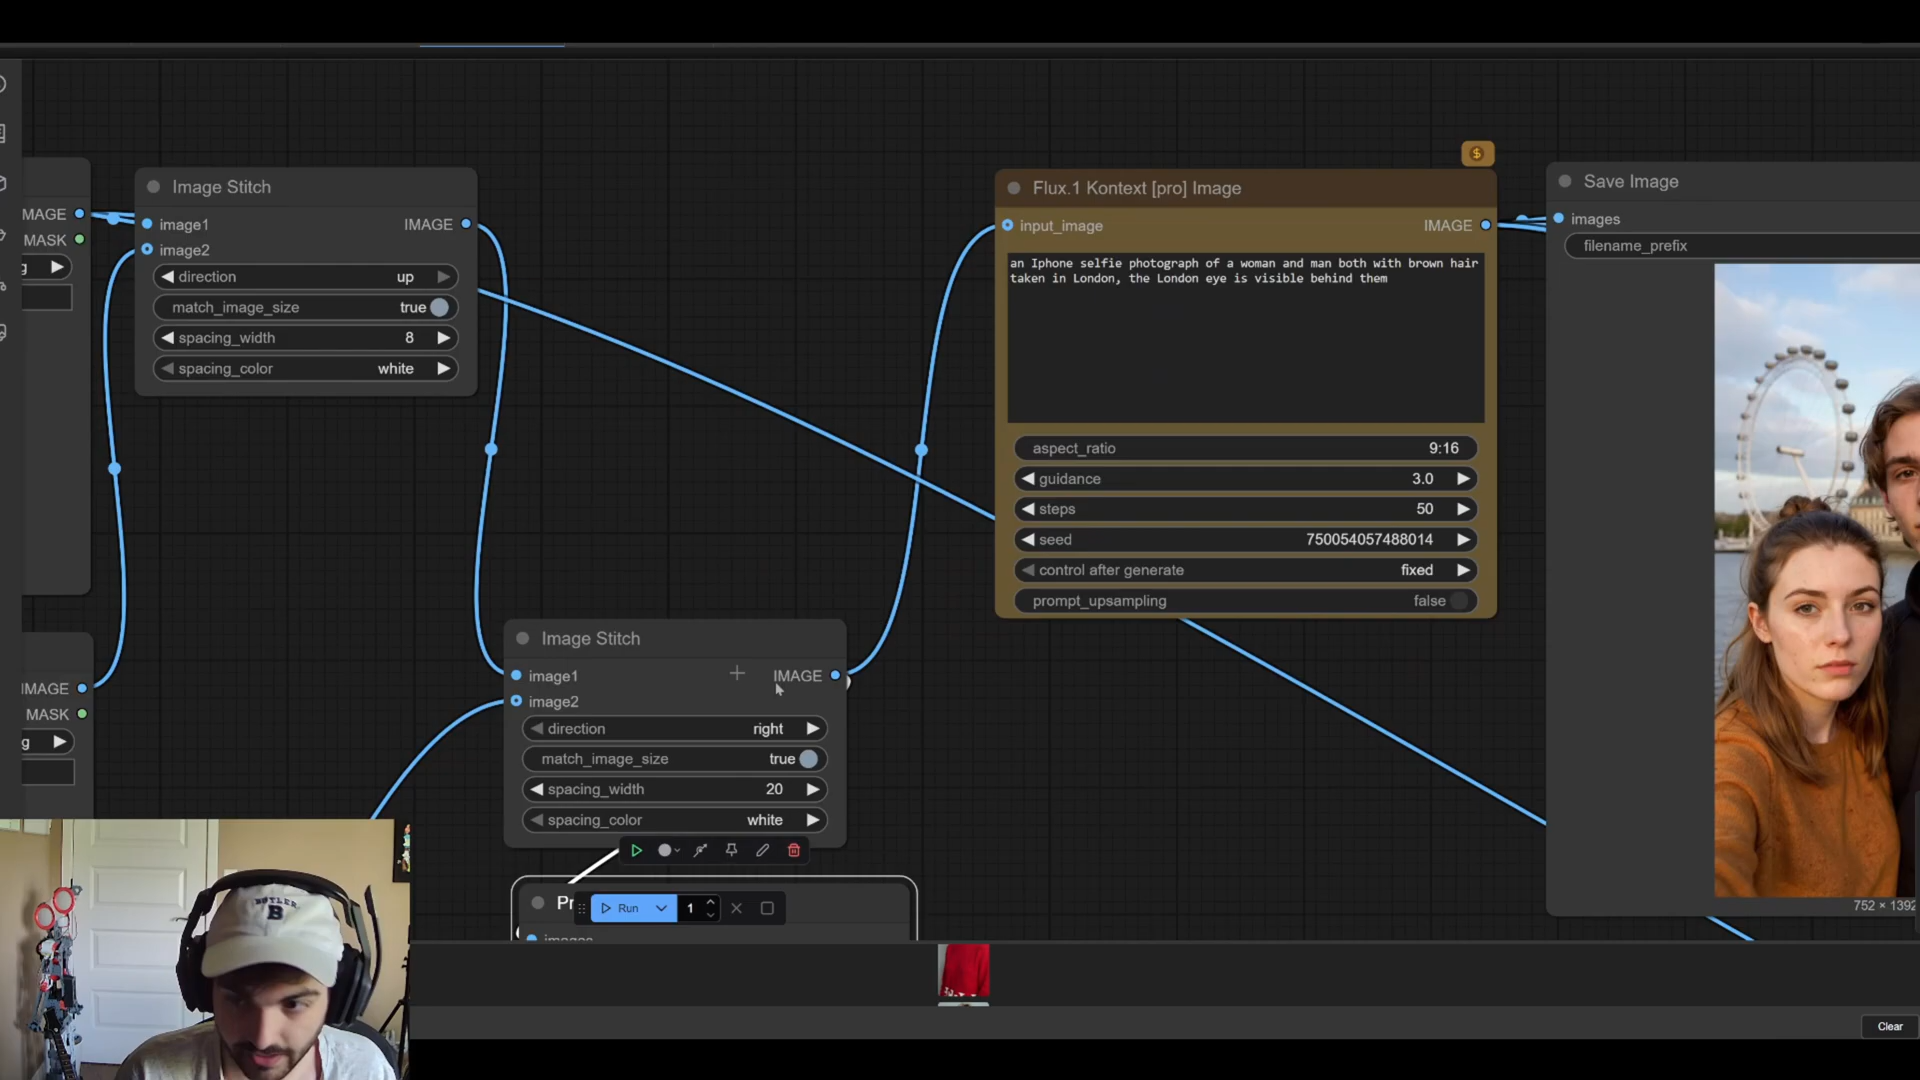 Image Stitch
MAGE
MASK
g
image1
IMAGE
image2
direction
up
match_image_size
true
spacing_width
8
spacing_color
white
IMAGE
MASK
g
Image Stitch
image1
IMAGE
image2
direction
right
match_image_size
true
spacing_width
20
spacing_color
white
Pr
Run
1
images
$
Flux.1 Kontext [pro] Image
input_image
IMAGE
an Iphone selfie photograph of a woman and man both with brown hair
taken in London, the London eye is visible behind them
aspect_ratio
9:16
guidance
3.0
steps
50
seed
750054057488014
control after generate
fixed
prompt_upsampling
false
Save Image
images
filename_prefix
752 × 1392
BUTLER
B
Clear